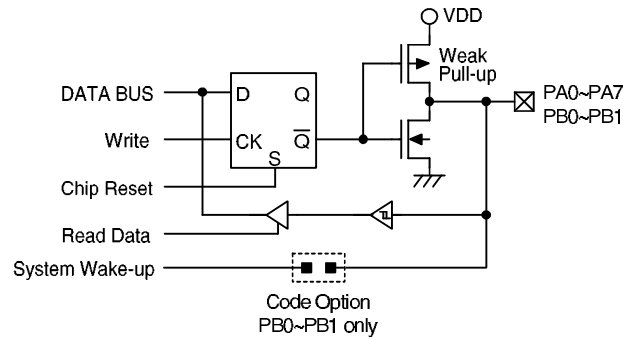 VDD
Weak
Pull-up
DATA BUS
D
Q
PA0~PA7
PB0~PB1
Write
CK
Q̅
S
Chip Reset
Read Data
System Wake-up
Code Option
PB0~PB1 only